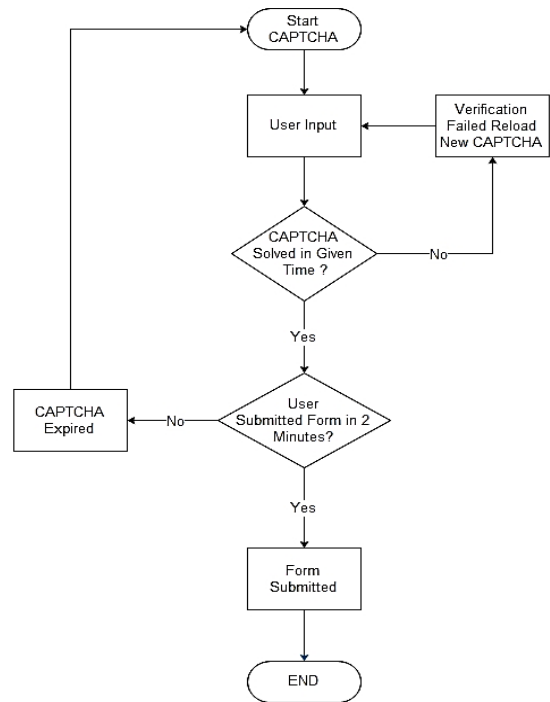 Start
CAPTCHA
User Input
Verification
Failed Reload
New CAPTCHA
CAPTCHA
Solved in Given
Time ?
No
Yes
User
Submitted Form in 2
Minutes?
No
CAPTCHA
Expired
Yes
Form
Submitted
END